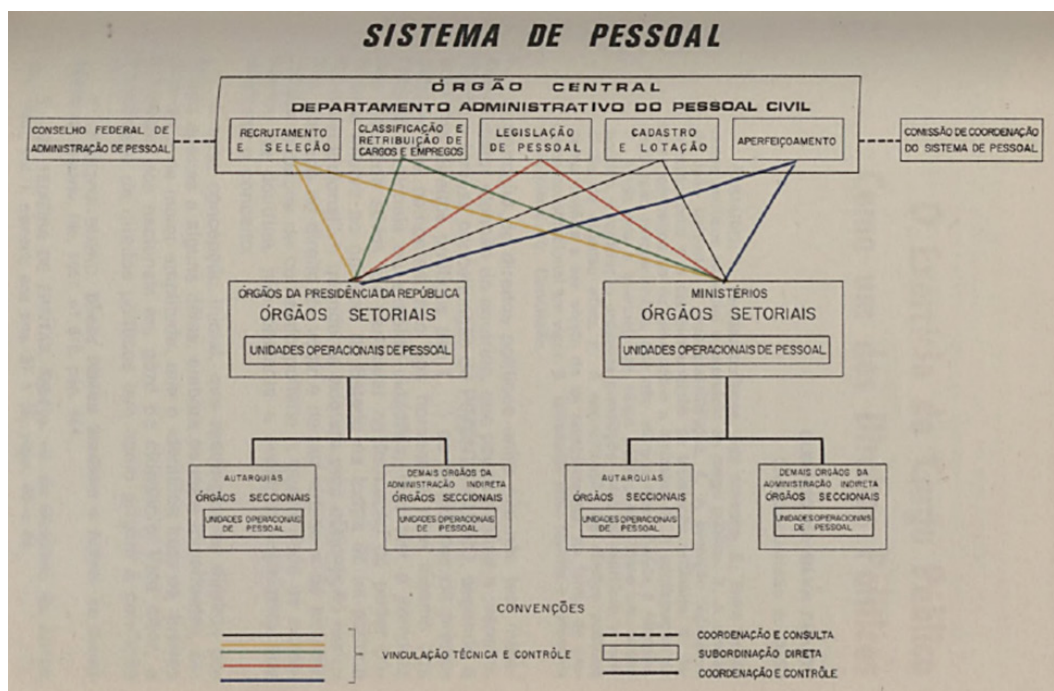 SISTEMA DE PESSOAL
ÓRGÃO CENTRAL
DEPARTAMENTO ADMINISTRATIVO DO PESSOAL CIVIL
CONSELHO FEDERAL DE
ADMINISTRAÇÃO DE PESSOAL
RECRUTAMENTO
E SELEÇÃO
CLASSIFICAÇÃO E
RETRIBUIÇÃO DE
CARGOS E EMPREGOS
LEGISLAÇÃO
DE PESSOAL
CADASTRO
E LOTAÇÃO
APERFEIÇOAMENTO
COMISSÃO DE COORDENAÇÃO
DO SISTEMA DE PESSOAL
ÓRGÃOS DA PRESIDÊNCIA DA REPÚBLICA
ÓRGÃOS SETORIAIS
UNIDADES OPERACIONAIS DE PESSOAL
MINISTÉRIOS
ÓRGÃOS SETORIAIS
UNIDADES OPERACIONAIS DE PESSOAL
AUTARQUIAS
ÓRGÃOS SECCIONAIS
UNIDADES OPERACIONAIS
DE PESSOAL
DEMAIS ÓRGÃOS DA
ADMINISTRAÇÃO INDIRETA
ÓRGÃOS SECCIONAIS
UNIDADES OPERACIONAIS
DE PESSOAL
AUTARQUIAS
ÓRGÃOS SECCIONAIS
UNIDADES OPERACIONAIS
DE PESSOAL
DEMAIS ÓRGÃOS DA
ADMINISTRAÇÃO INDIRETA
ÓRGÃOS SECCIONAIS
UNIDADES OPERACIONAIS
DE PESSOAL
CONVENÇÕES
VINCULAÇÃO TÉCNICA E CONTRÔLE
COORDENAÇÃO E CONSULTA
SUBORDINAÇÃO DIRETA
COORDENAÇÃO E CONTRÔLE